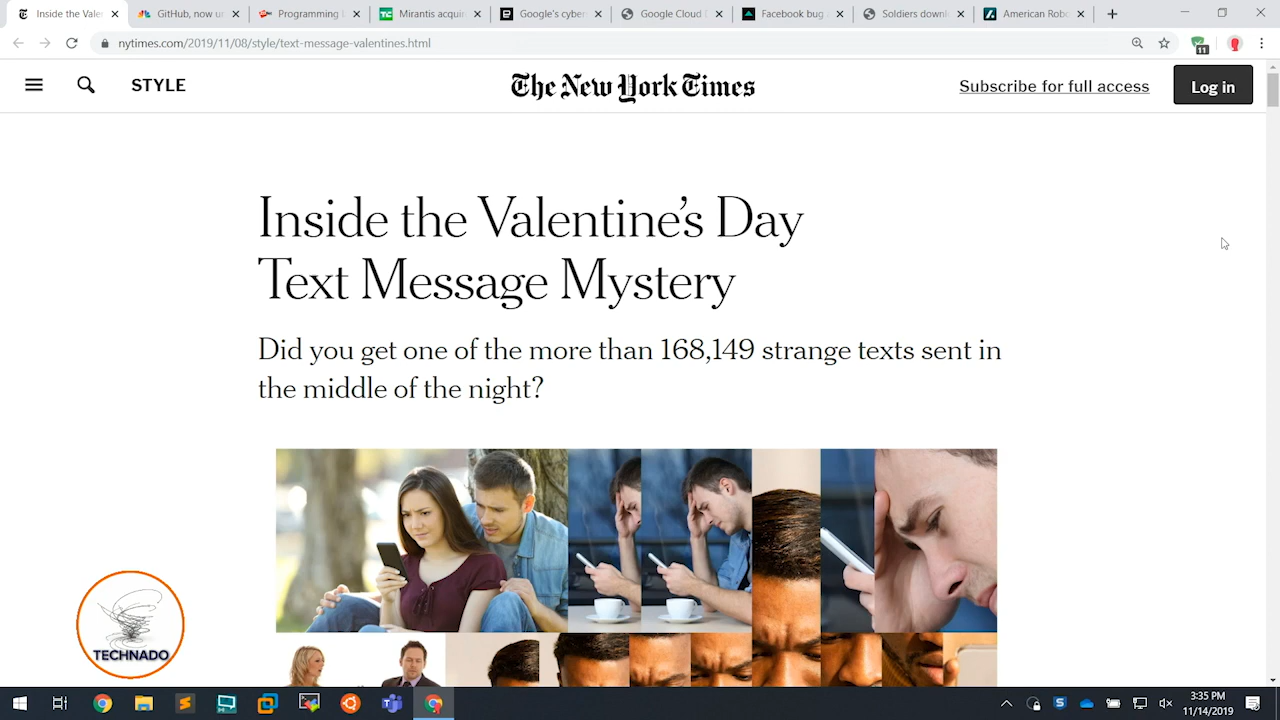 Inside the Valen
GitHub, now u
Programming L
Mirantis acqui
Google's cyber
Google Cloud D
Facebook bug
Soldiers downl
American Rob
nytimes.com/2019/11/08/style/text-message-valentines.html
11
STYLE
The New York Times
Subscribe for full access
Log in
Inside the Valentine's Day
Text Message Mystery
Did you get one of the more than 168,149 strange texts sent in
the middle of the night?
TECHNADO
3:35 PM
11/14/2019